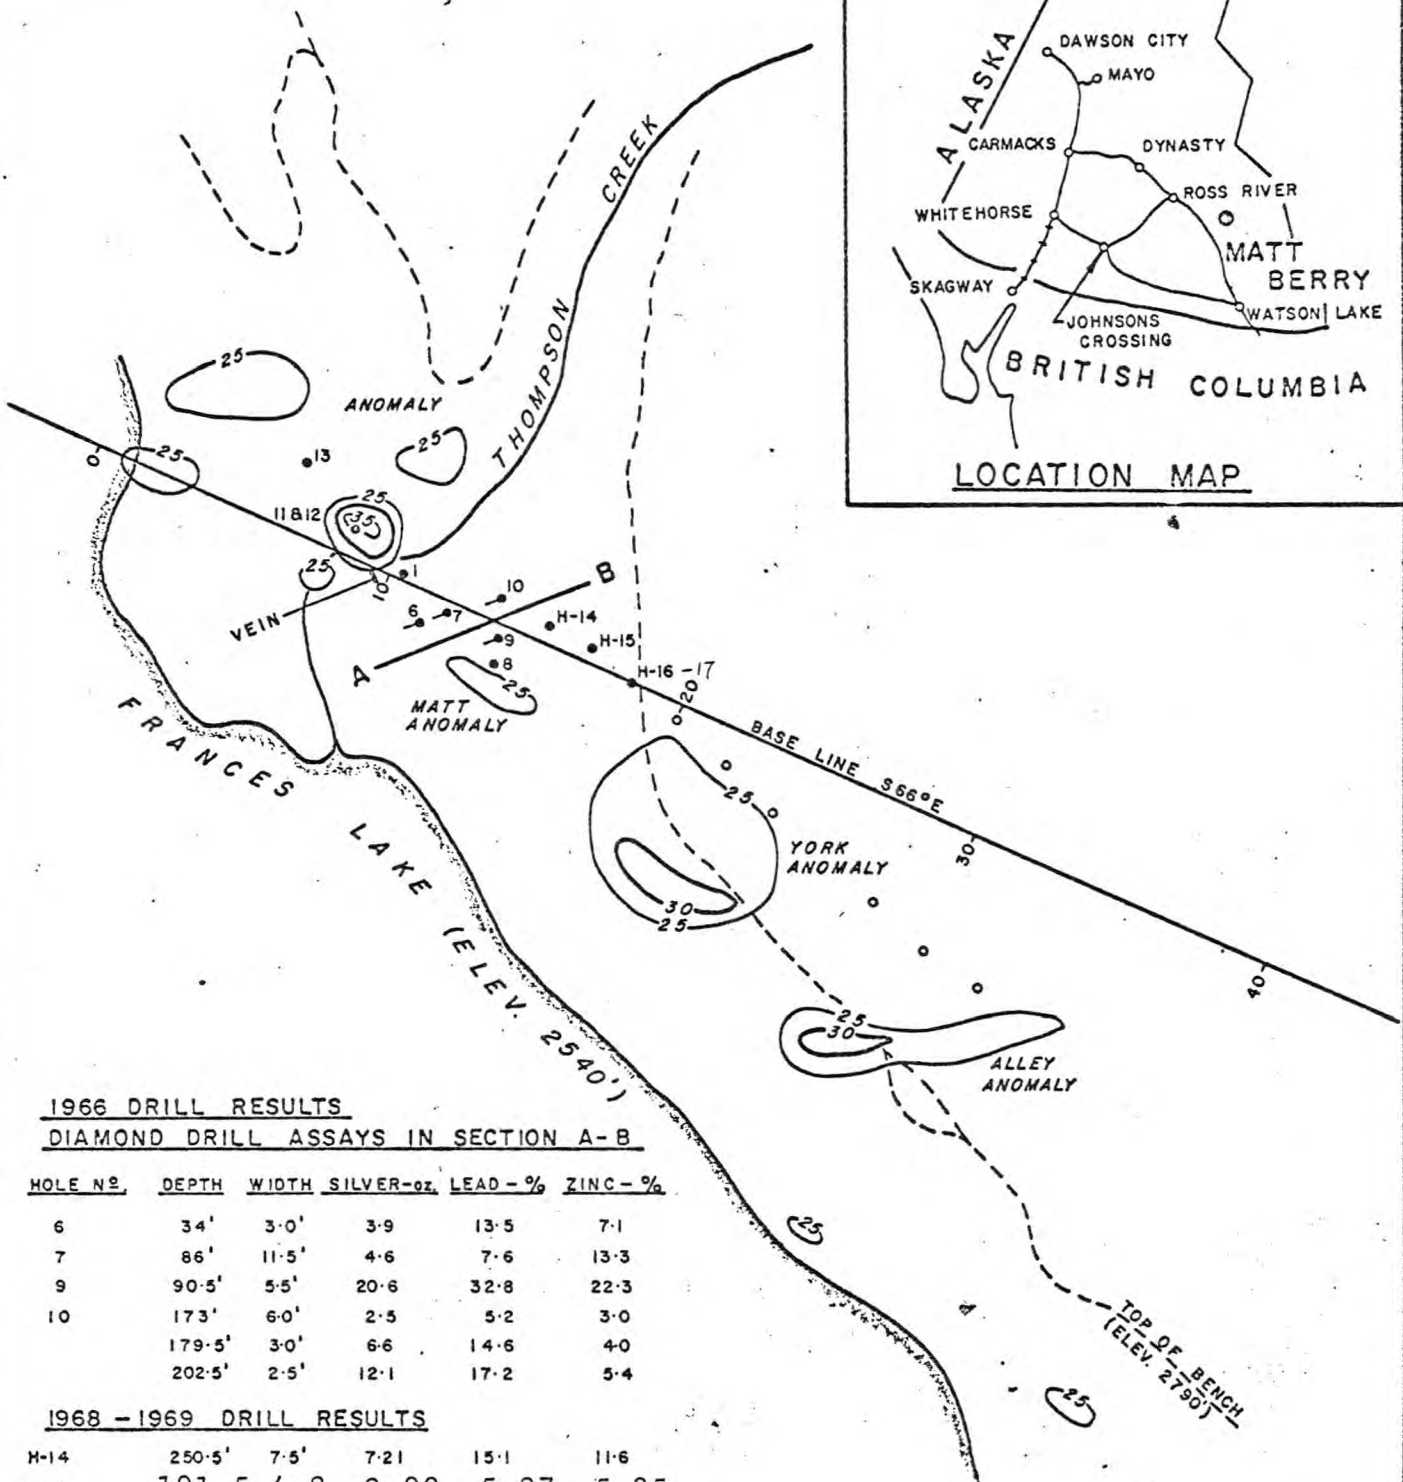 ALASKA
DAWSON CITY
MAYO
CARMACKS
DYNASTY
ROSS RIVER
WHITEHORSE
MATT
BERRY
SKAGWAY
JOHNSONS
CROSSING
WATSON LAKE
BRITISH COLUMBIA
LOCATION MAP
THOMPSON CREEK
25
ANOMALY
25
25
0
13
25
35
11 & 12
25
10
1
VEIN
6
7
10
B
H-14
9
H-15
8
A
H-16 -17
25
MATT
ANOMALY
20
BASE LINE S66°E
FRANCES LAKE (ELEV. 2540')
25
YORK
ANOMALY
30
30
25
40
25
30
ALLEY
ANOMALY
25
TOP OF BENCH
(ELEV. 2790')
25
1966 DRILL RESULTS
DIAMOND DRILL ASSAYS IN SECTION A-B
HOLE Nº. DEPTH WIDTH SILVER-oz. LEAD-% ZINC-%
6 34' 3·0' 3·9 13·5 7·1
7 86' 11·5' 4·6 7·6 13·3
9 90·5' 5·5' 20·6 32·8 22·3
10 173' 6·0' 2·5 5·2 3·0
179·5' 3·0' 6·6 14·6 4·0
202·5' 2·5' 12·1 17·2 5·4
1968-1969 DRILL RESULTS
H-14 250·5' 7·5' 7·21 15·1 11·6